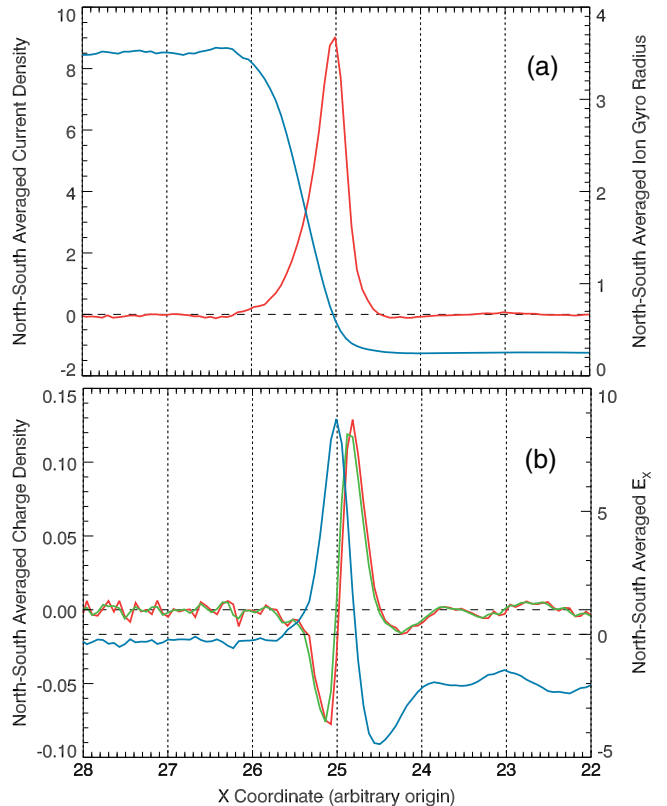 10
8
6
4
2
0
-2
North-South Averaged Current Density
(a)
4
3
2
1
0
North-South Averaged Ion Gyro Radius
0.15
0.10
0.05
0.00
-0.05
-0.10
North-South Averaged Charge Density
(b)
10
5
0
-5
North-South Averaged Ex
28 27 26 25 24 23 22
X Coordinate (arbitrary origin)